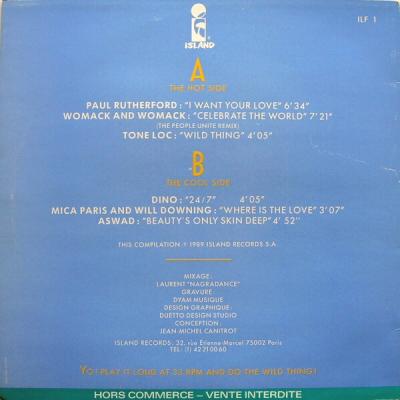 ISLAND
ILF 1
A
THE HOT SIDE
PAUL RUTHERFORD : "I WANT YOUR LOVE" 6'34"
WOMACK AND WOMACK : "CELEBRATE THE WORLD" 7'21"
(THE PEOPLE UNITE REMIX)
TONE LOC : "WILD THING" 4'05"
B
THE COOL SIDE
DINO : "24/7" 4'05"
MICA PARIS AND WILL DOWNING : "WHERE IS THE LOVE" 3'07"
ASWAD : "BEAUTY'S ONLY SKIN DEEP" 4' 52"
THIS COMPILATION ℗ 1989 ISLAND RECORDS S.A.
MIXAGE :
LAURENT "NAGRADANCE"
GRAVURE :
DYAM MUSIQUE
DESIGN GRAPHIQUE :
DUETTO DESIGN STUDIO
CONCEPTION :
JEAN-MICHEL CANITROT
ISLAND RECORDS : 32, rue Etienne-Marcel 75002 Paris
TEL : (1) 42 21 00 60
YO! PLAY IT LOUD AT 33 RPM AND DO THE WILD THING!
HORS COMMERCE – VENTE INTERDITE